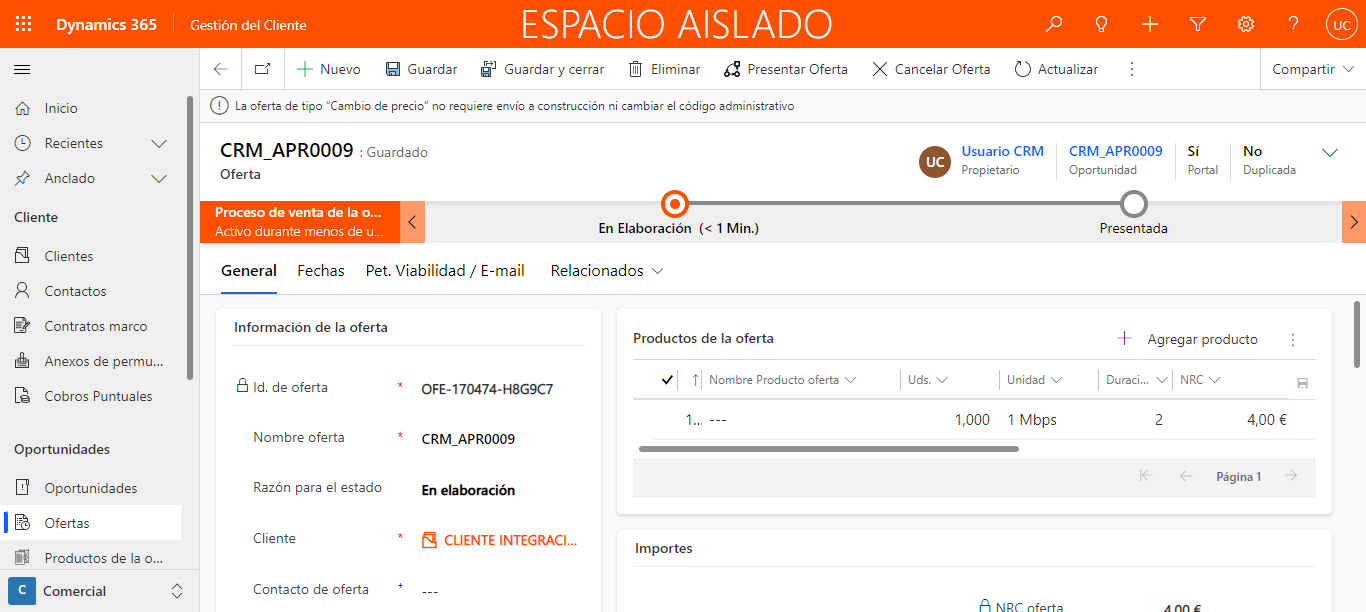 Dynamics 365
Gestión del Cliente
ESPACIO AISLADO
UC
Nuevo
Guardar
Guardar y cerrar
Eliminar
Presentar Oferta
Cancelar Oferta
Actualizar
Compartir
La oferta de tipo “Cambio de precio” no requiere envío a construcción ni cambiar el código administrativo
Inicio
Recientes
Anclado
Cliente
Clientes
Contactos
Contratos marco
Anexos de permu...
Cobros Puntuales
Oportunidades
Oportunidades
Ofertas
Productos de la o...
C
Comercial
CRM_APR0009 : Guardado
Oferta
UC
Usuario CRM
Propietario
CRM_APR0009
Oportunidad
Sí
Portal
No
Duplicada
Proceso de venta de la o...
Activo durante menos de u...
En Elaboración (< 1 Min.)
Presentada
General
Fechas
Pet. Viabilidad / E-mail
Relacionados
Información de la oferta
Id. de oferta * OFE-170474-H8G9C7
Nombre oferta * CRM_APR0009
Razón para el estado En elaboración
Cliente * CLIENTE INTEGRACI...
Contacto de oferta + ---
Productos de la oferta
Agregar producto
Nombre Producto oferta Uds. Unidad Duraci... NRC
1... --- 1,000 1 Mbps 2 4,00 €
Página 1
Importes
NRC oferta 4,00 €